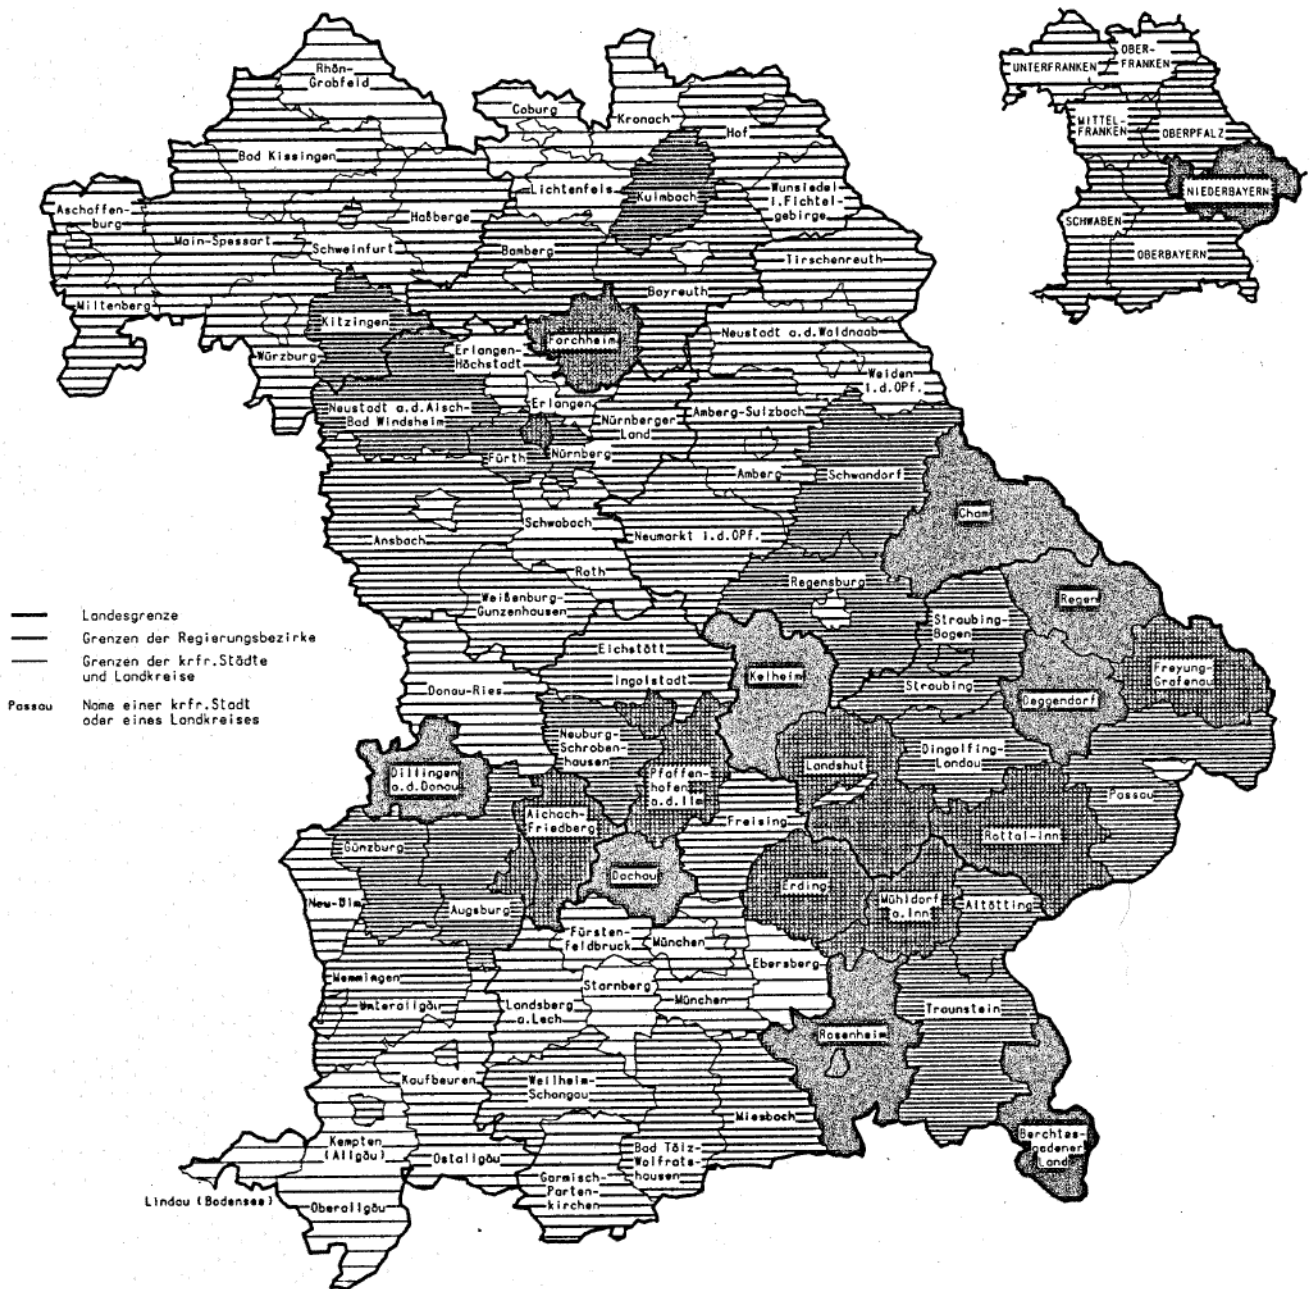 Rhön-
Grabfeld
Coburg
Kronach
Hof
Bad Kissingen
Lichtenfels
Kulmbach
Wunsiedel
i.Fichtel-
gebirge
Aschaffen-
burg
Haßberge
Main-Spessart
Schweinfurt
Bamberg
Tirschenreuth
Miltenberg
Bayreuth
Kitzingen
Neustadt a.d.Waldnaab
Forchheim
Würzburg
Erlangen-
Höchstadt
Weiden
i.d.OPf.
Neustadt a.d.Aisch-
Bad Windsheim
Erlangen
Nürnberger
Land
Amberg-Sulzbach
Fürth
Nürnberg
Amberg
Schwandorf
Cham
Ansbach
Schwabach
Neumarkt i.d.OPf.
Roth
Regensburg
Regen
Weißenburg-
Gunzenhausen
Straubing-
Bogen
Eichstätt
Kelheim
Freyung-
Grafenau
Donau-Ries
Ingolstadt
Straubing
Deggendorf
Neuburg-
Schroben-
hausen
Dingolfing-
Landau
Dillingen
a.d.Donau
Pfaffen-
hofen
a.d.Ilm
Landshut
Passau
Aichach-
Friedberg
Freising
Rottal-Inn
Günzburg
Dachau
Erding
Mühldorf
a.Inn
Altötting
Neu-Ulm
Augsburg
Fürsten-
feldbruck
München
Ebersberg
Memmingen
Starnberg
Unterallgäu
Landsberg
a.Lech
München
Traunstein
Rosenheim
Kaufbeuren
Weilheim-
Schongau
Miesbach
Kempten
(Allgäu)
Ostallgäu
Bad Tölz-
Wolfrats-
hausen
Berchtes-
gadener
Land
Garmisch-
Parten-
kirchen
Lindau (Bodensee)
Oberallgäu
UNTERFRANKEN
OBER-
FRANKEN
MITTEL-
FRANKEN
OBERPFALZ
NIEDERBAYERN
SCHWABEN
OBERBAYERN
Landesgrenze
Grenzen der Regierungsbezirke
Grenzen der krfr.Städte
und Landkreise
Passau Name einer krfr.Stadt
oder eines Landkreises